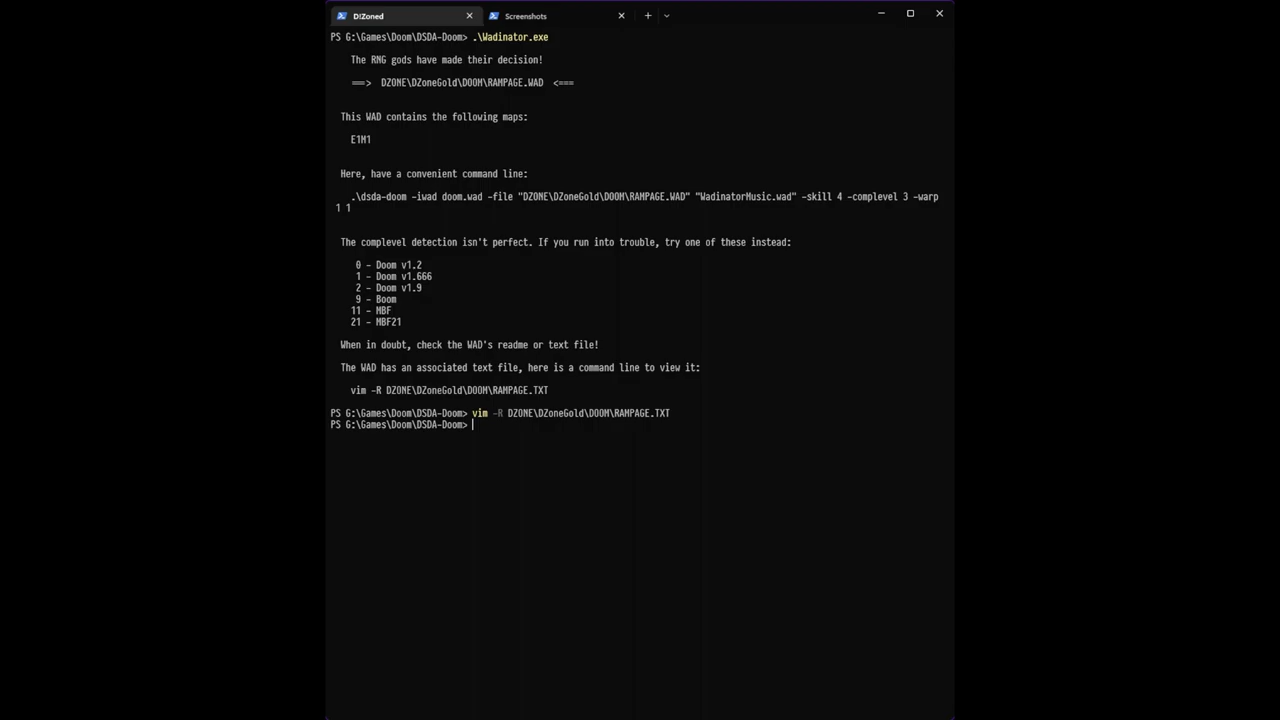 D!Zoned
Screenshots
PS G:\Games\Doom\DSDA-Doom> .\Wadinator.exe
The RNG gods have made their decision!
===> DZONE\DZoneGold\DOOM\RAMPAGE.WAD <===
This WAD contains the following maps:
E1M1
Here, have a convenient command line:
.\dsda-doom -iwad doom.wad -file "DZONE\DZoneGold\DOOM\RAMPAGE.WAD" "WadinatorMusic.wad" -skill 4 -complevel 3 -warp
1 1
The complevel detection isn't perfect. If you run into trouble, try one of these instead:
0 - Doom v1.2
1 - Doom v1.666
2 - Doom v1.9
9 - Boom
11 - MBF
21 - MBF21
When in doubt, check the WAD's readme or text file!
The WAD has an associated text file, here is a command line to view it:
vim -R DZONE\DZoneGold\DOOM\RAMPAGE.TXT
PS G:\Games\Doom\DSDA-Doom> vim -R DZONE\DZoneGold\DOOM\RAMPAGE.TXT
PS G:\Games\Doom\DSDA-Doom>